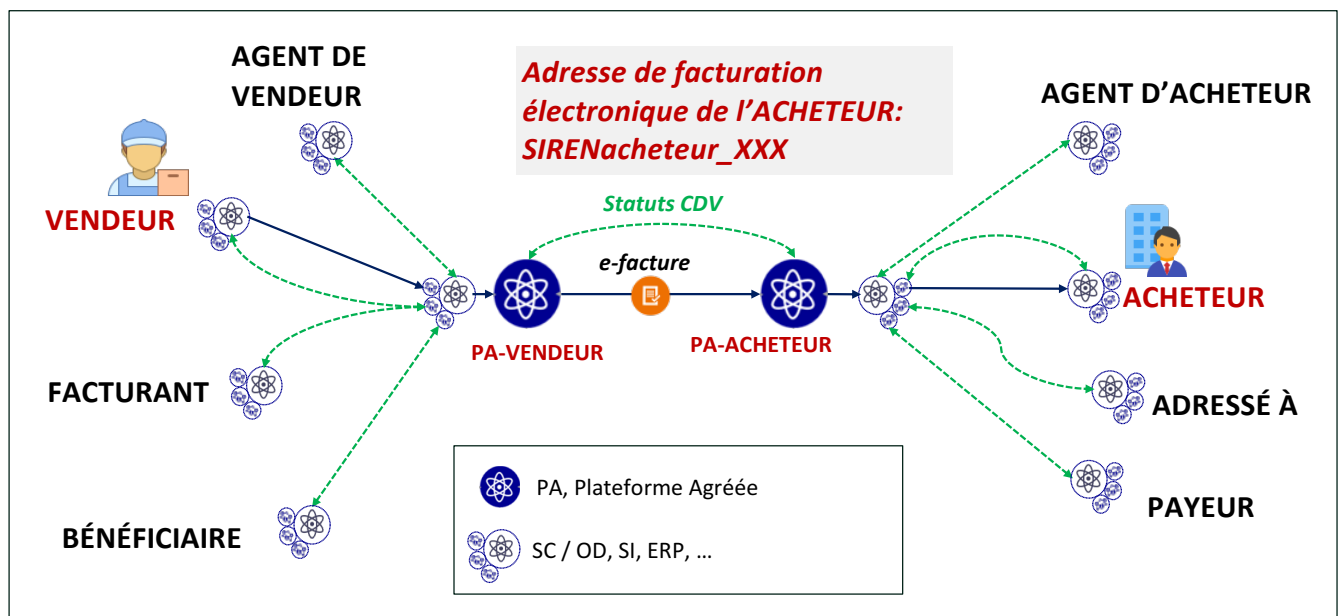 AGENT DE
VENDEUR
Adresse de facturation
électronique de l’ACHETEUR:
SIRENacheteur_XXX
AGENT D’ACHETEUR
VENDEUR
Statuts CDV
e-facture
ACHETEUR
PA-VENDEUR
PA-ACHETEUR
FACTURANT
ADRESSÉ À
PA, Plateforme Agréée
PAYEUR
BÉNÉFICIAIRE
SC / OD, SI, ERP, …